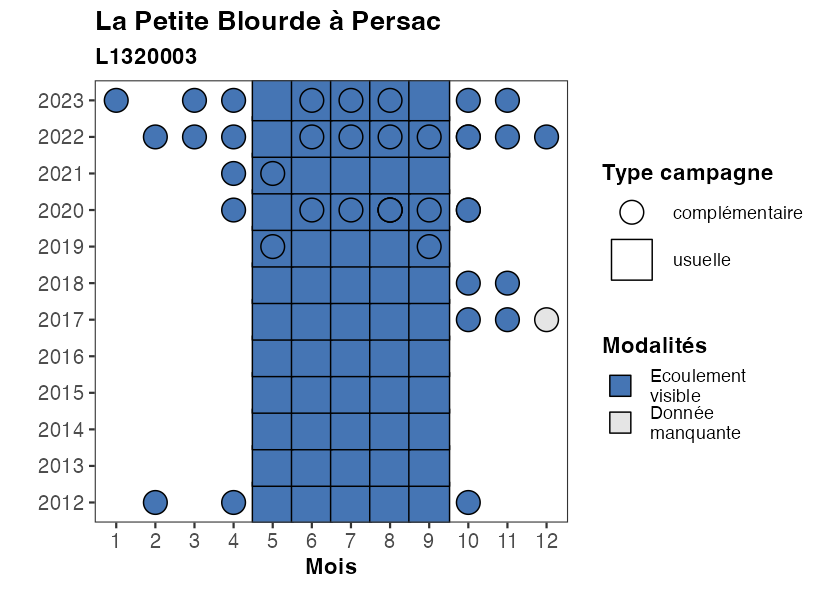 La Petite Blourde à Persac
L1320003
2023
2022
2021
2020
2019
2018
2017
2016
2015
2014
2013
2012
1 2 3 4 5 6 7 8 9 10 11 12
Mois
Type campagne
complémentaire
usuelle
Modalités
Ecoulement
visible
Donnée
manquante